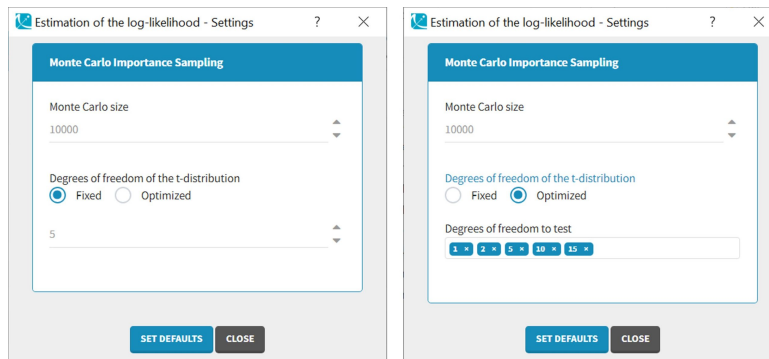 Estimation of the log-likelihood - Settings ? ×
Monte Carlo Importance Sampling
Monte Carlo size
10000
Degrees of freedom of the t-distribution
Fixed Optimized
5
SET DEFAULTS CLOSE
Estimation of the log-likelihood - Settings ? ×
Monte Carlo Importance Sampling
Monte Carlo size
10000
Degrees of freedom of the t-distribution
Fixed Optimized
Degrees of freedom to test
1 × 2 × 5 × 10 × 15 ×
SET DEFAULTS CLOSE